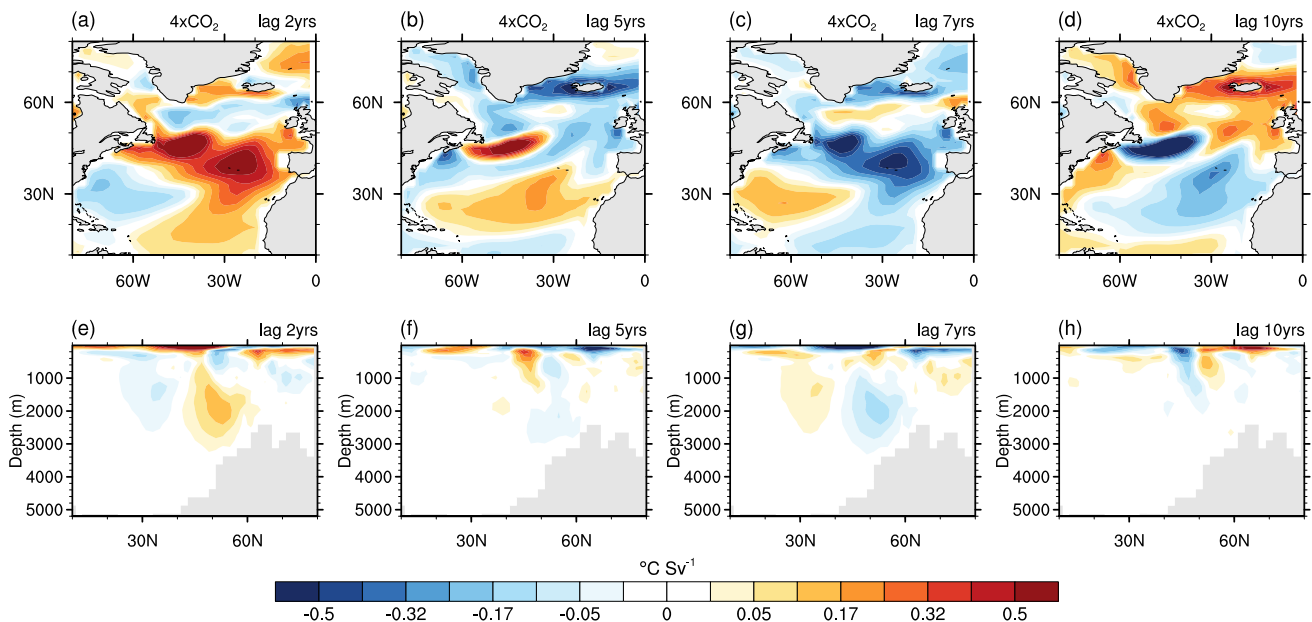 (a) 4xCO₂ lag 2yrs (b) 4xCO₂ lag 5yrs (c) 4xCO₂ lag 7yrs (d) 4xCO₂ lag 10yrs
60N 60N 60N 60N
30N 30N 30N 30N
60W 30W 0 60W 30W 0 60W 30W 0 60W 30W 0
(e) lag 2yrs (f) lag 5yrs (g) lag 7yrs (h) lag 10yrs
Depth (m) Depth (m) Depth (m) Depth (m)
1000 1000 1000 1000
2000 2000 2000 2000
3000 3000 3000 3000
4000 4000 4000 4000
5000 5000 5000 5000
30N 60N 30N 60N 30N 60N 30N 60N
°C Sv⁻¹
-0.5 -0.32 -0.17 -0.05 0 0.05 0.17 0.32 0.5